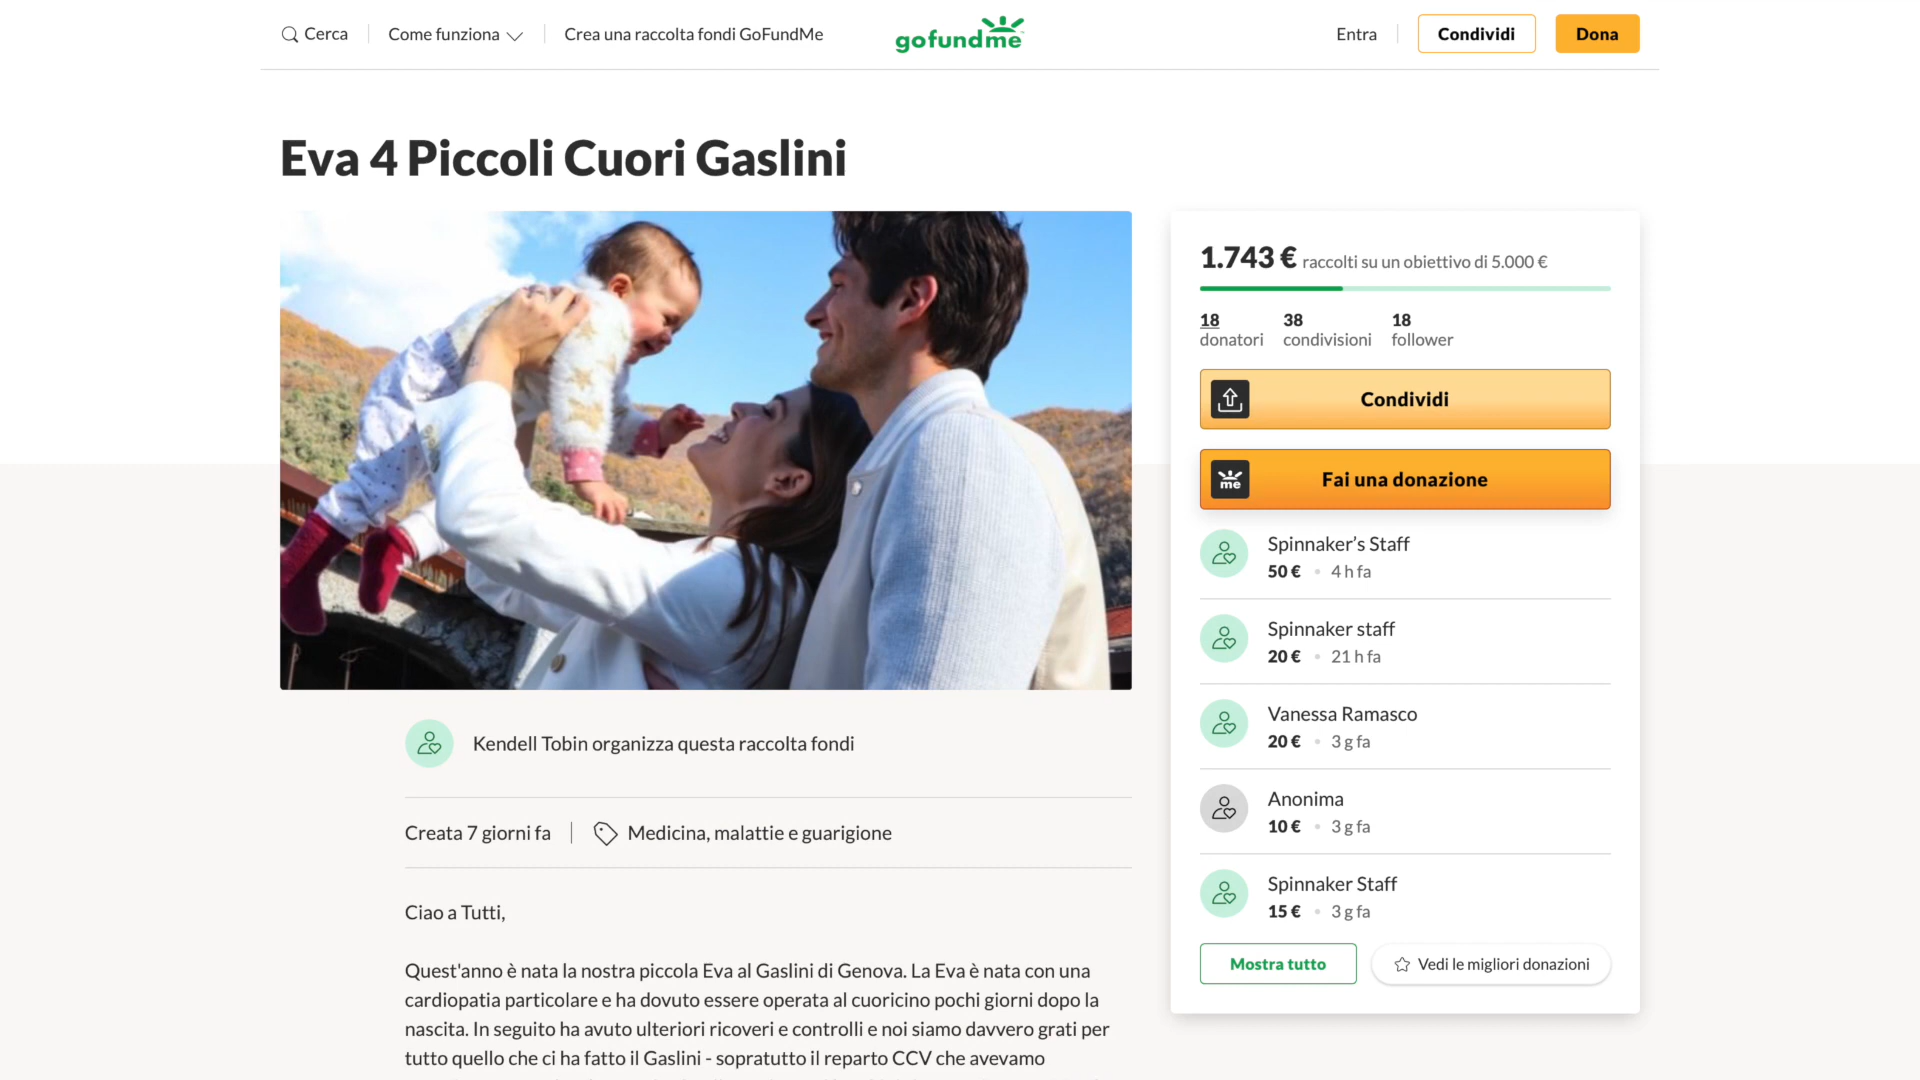 Cerca
Come funziona
Crea una raccolta fondi GoFundMe
gofundme
Entra
Condividi
Dona
Eva 4 Piccoli Cuori Gaslini
1.743 € raccolti su un obiettivo di 5.000 €
18 donatori
38 condivisioni
18 follower
Condividi
me
Fai una donazione
Spinnaker’s Staff
50 € • 4 h fa
Spinnaker staff
20 € • 21 h fa
Vanessa Ramasco
20 € • 3 g fa
Anonima
10 € • 3 g fa
Spinnaker Staff
15 € • 3 g fa
Mostra tutto
Vedi le migliori donazioni
Kendell Tobin organizza questa raccolta fondi
Creata 7 giorni fa
Medicina, malattie e guarigione
Ciao a Tutti,
Quest'anno è nata la nostra piccola Eva al Gaslini di Genova. La Eva è nata con una
cardiopatia particolare e ha dovuto essere operata al cuoricino pochi giorni dopo la
nascita. In seguito ha avuto ulteriori ricoveri e controlli e noi siamo davvero grati per
tutto quello che ci ha fatto il Gaslini - sopratutto il reparto CCV che avevamo